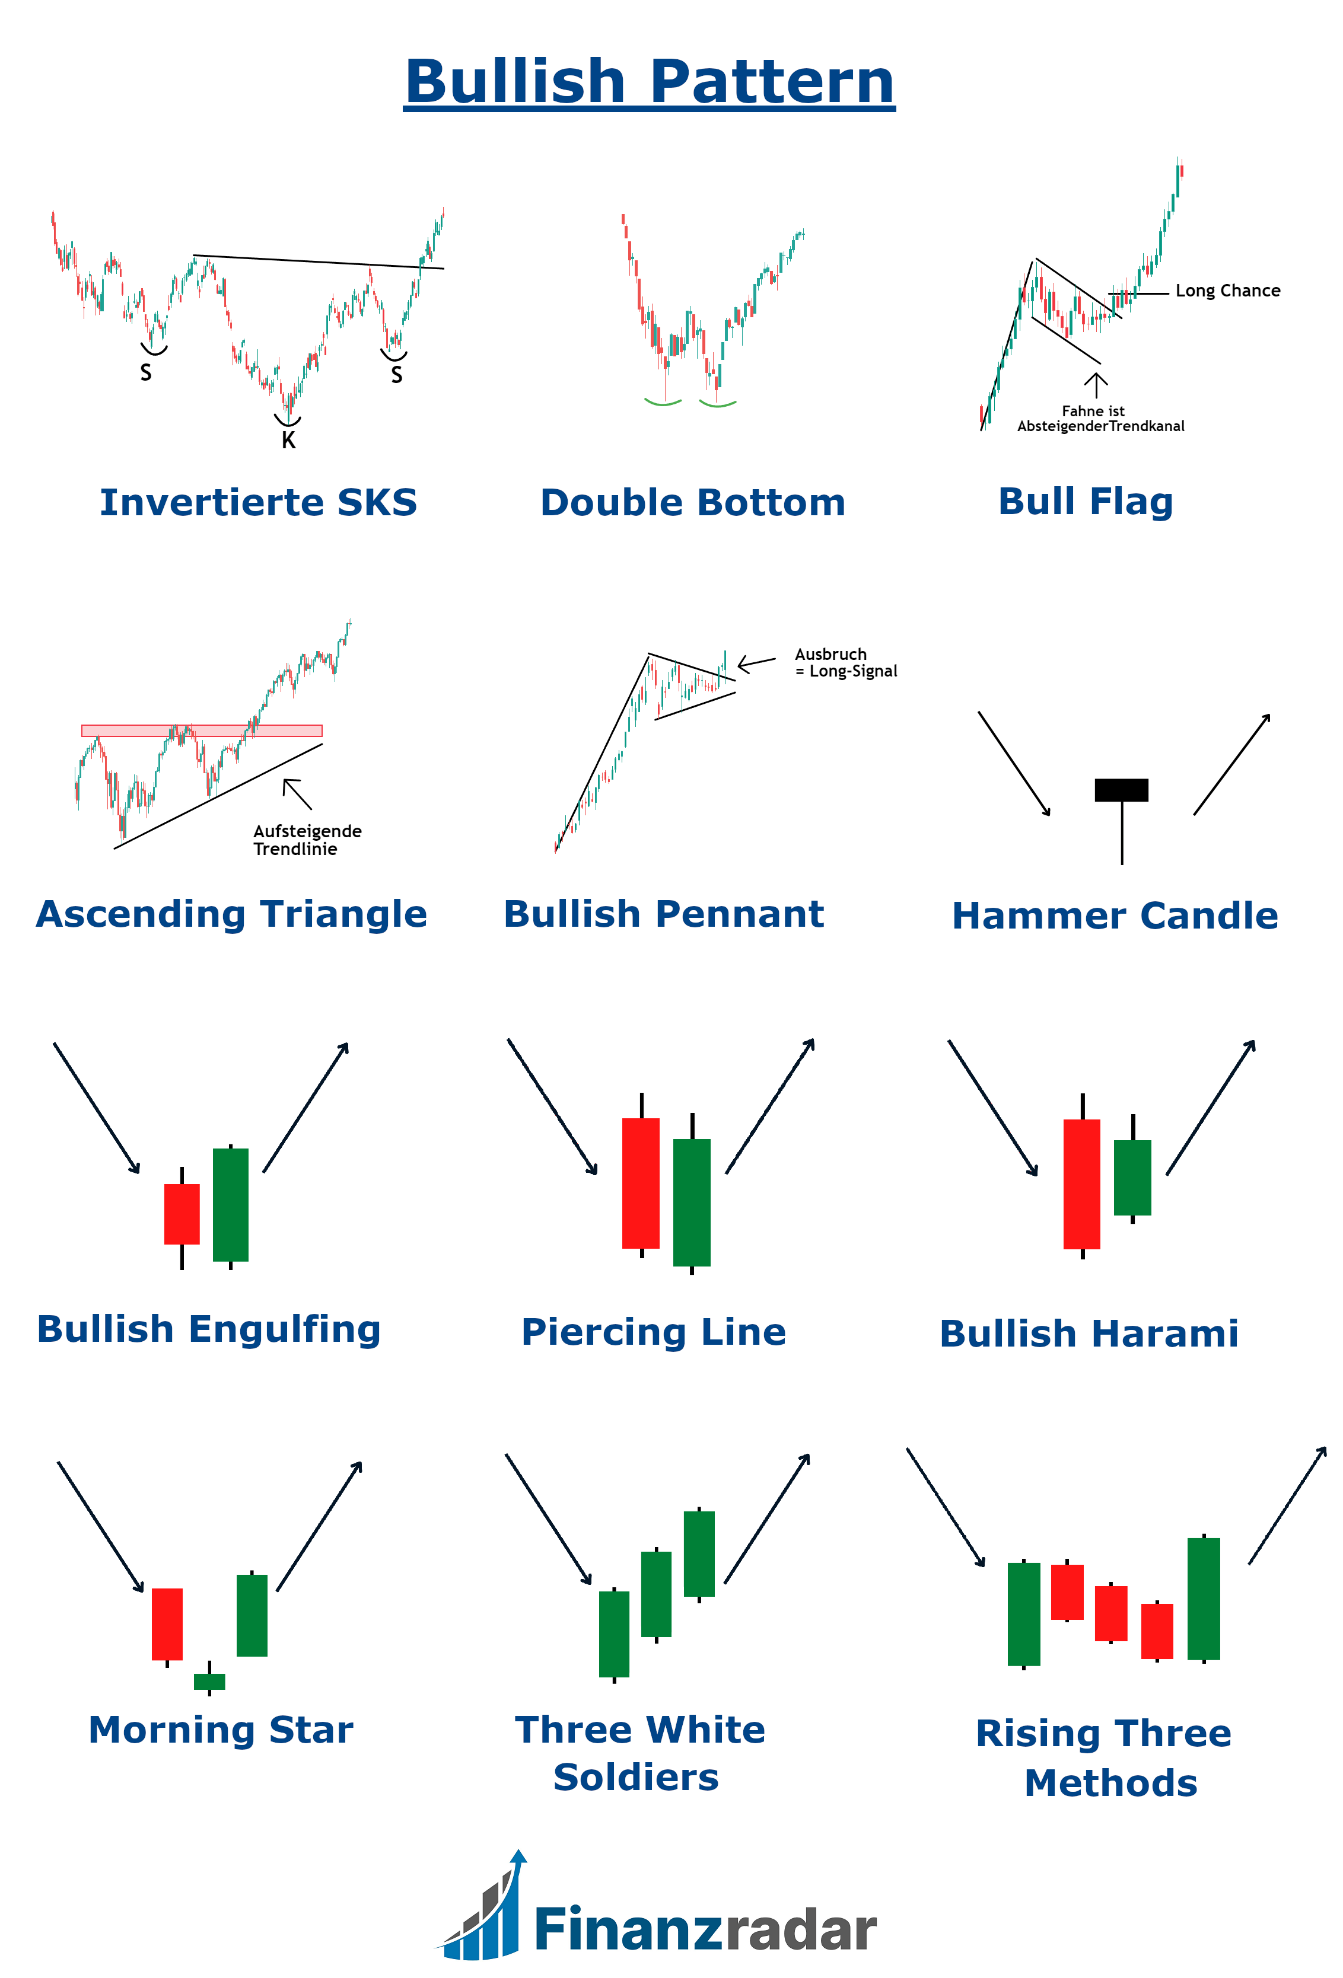 Bullish Pattern
S
K
S
Invertierte SKS
Double Bottom
Long Chance
Fahne ist
AbsteigenderTrendkanal
Bull Flag
Aufsteigende
Trendlinie
Ascending Triangle
Ausbruch
= Long-Signal
Bullish Pennant
Hammer Candle
Bullish Engulfing
Piercing Line
Bullish Harami
Morning Star
Three White
Soldiers
Rising Three
Methods
Finanzradar